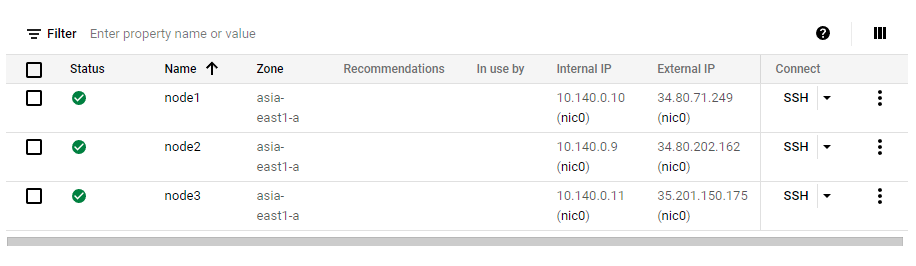 Filter Enter property name or value
Status Name Zone Recommendations In use by Internal IP External IP Connect
node1 asia- 10.140.0.10 34.80.71.249 SSH
east1-a (nic0) (nic0)
node2 asia- 10.140.0.9 34.80.202.162 SSH
east1-a (nic0) (nic0)
node3 asia- 10.140.0.11 35.201.150.175 SSH
east1-a (nic0) (nic0)